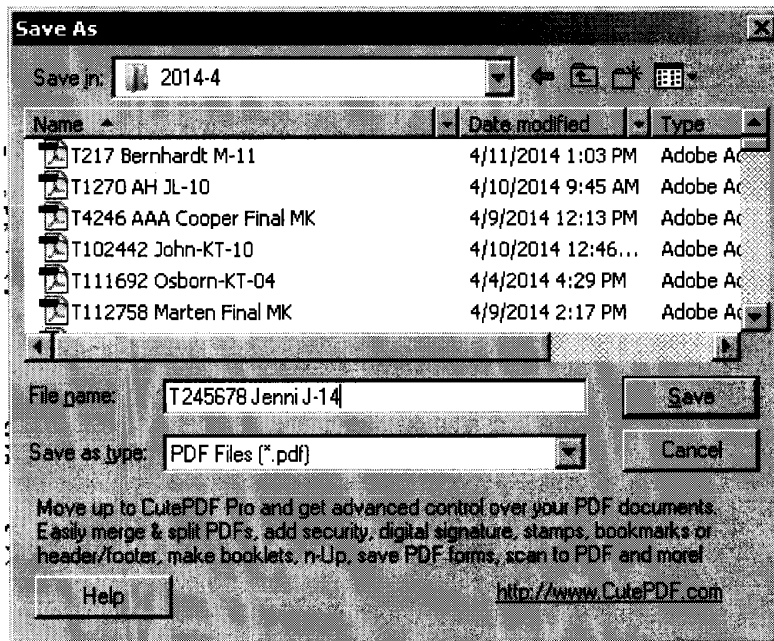 Save As
Save in: 2014-4
Name Date modified Type
T217 Bernhardt M-11 4/11/2014 1:03 PM Adobe Ac
T1270 AH JL-10 4/10/2014 9:45 AM Adobe Ac
T4246 AAA Cooper Final MK 4/9/2014 12:13 PM Adobe Ac
T102442 John-KT-10 4/10/2014 12:46... Adobe Ac
T111692 Osborn-KT-04 4/4/2014 4:29 PM Adobe Ac
T112758 Marten Final MK 4/9/2014 2:17 PM Adobe Ac
File name: T245678 Jenni J-14 Save
Save as type: PDF Files (*.pdf) Cancel
Move up to CutePDF Pro and get advanced control over your PDF documents.
Easily merge & split PDFs, add security, digital signature, stamps, bookmarks or
header/footer, make booklets, n-Up, save PDF forms, scan to PDF and more!
Help http://www.CutePDF.com